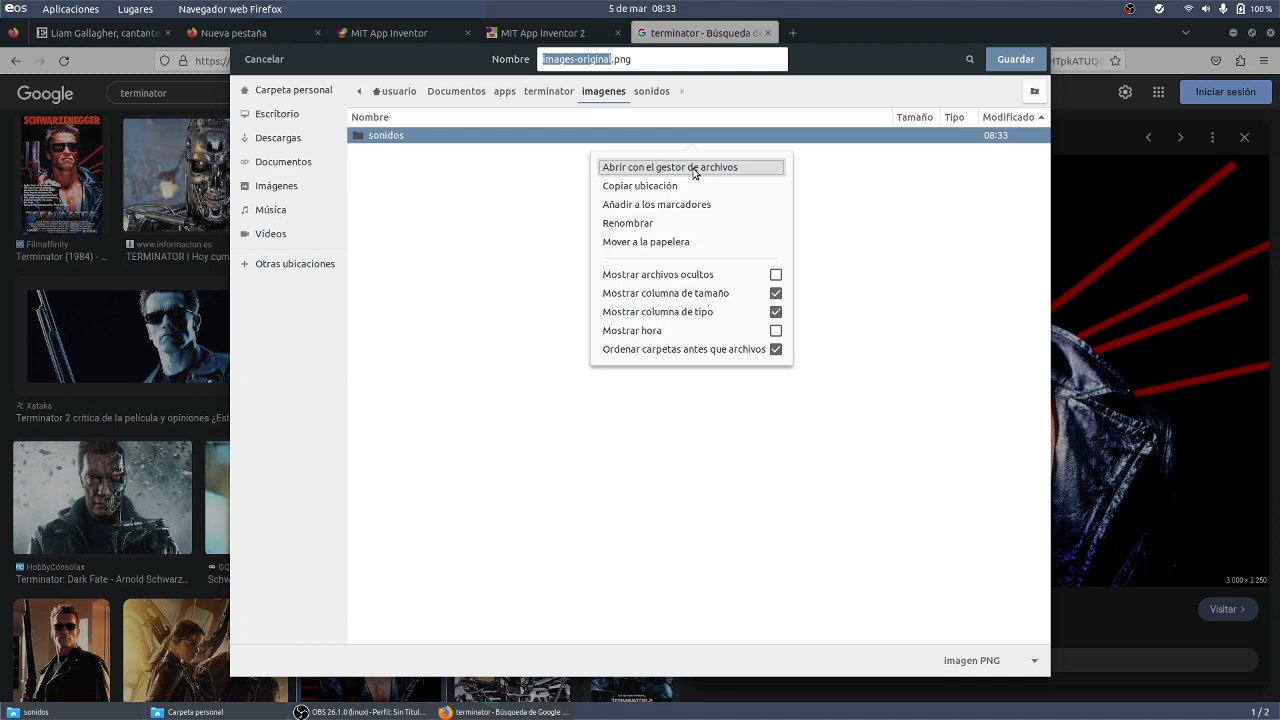 eos Aplicaciones Lugares Navegador web Firefox 5 de mar 08:33 100 %
Liam Gallagher, cantante
Nueva pestaña
MIT App Inventor
MIT App Inventor 2
terminator - Búsqueda de
https://
Google
terminator
Iniciar sesión
Cancelar
Nombre
images-original.png
Guardar
Carpeta personal
Escritorio
Descargas
Documentos
Imágenes
Música
Vídeos
Otras ubicaciones
usuario Documentos apps terminator imagenes sonidos
Nombre Tamaño Tipo Modificado
sonidos 08:33
Abrir con el gestor de archivos
Copiar ubicación
Añadir a los marcadores
Renombrar
Mover a la papelera
Mostrar archivos ocultos
Mostrar columna de tamaño
Mostrar columna de tipo
Mostrar hora
Ordenar carpetas antes que archivos
imagen PNG
SCHWARZENEGGER
Filmaffinity
Terminator (1984) - ...
www.informacion.es
TERMINATOR | Hoy cum
Xataka
Terminator 2 crítica de la película y opiniones ¿Est
HobbyConsolas
Terminator: Dark Fate - Arnold Schwarz...
3.000 × 2.250
Visitar
sonidos
Carpeta personal
OBS 26.1.0 (linux) - Perfil: Sin Titul...
terminator - Búsqueda de Google ...
1 / 2